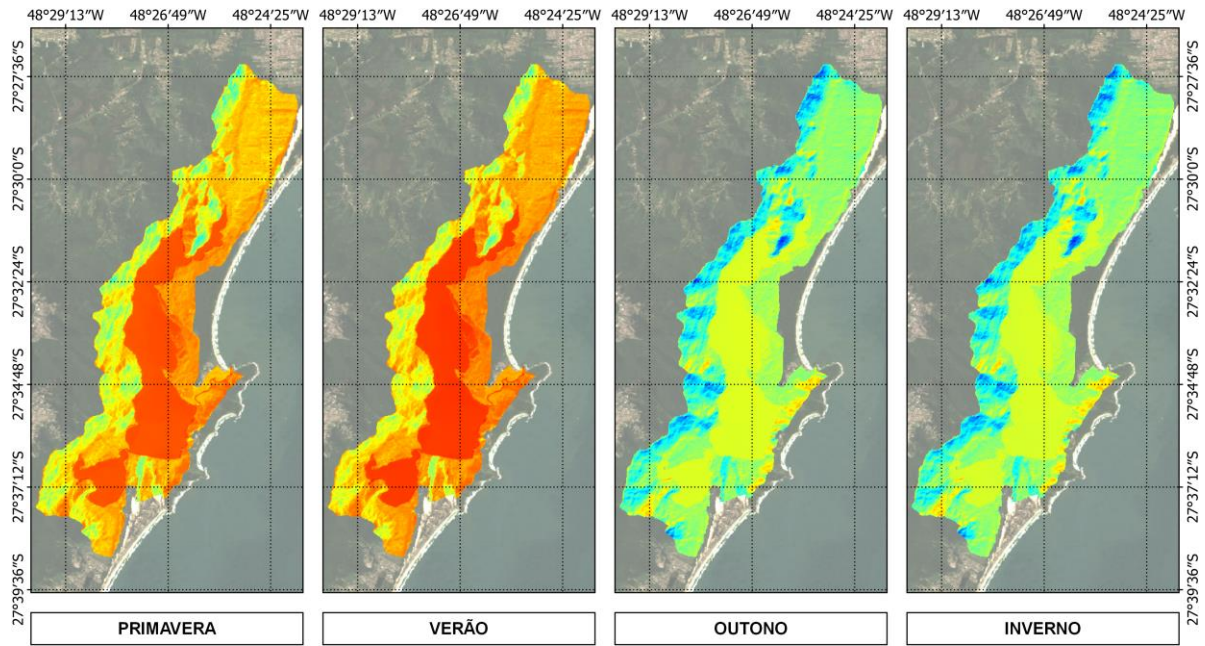 48°29'13"W 48°26'49"W 48°24'25"W 48°29'13"W 48°26'49"W 48°24'25"W 48°29'13"W 48°26'49"W 48°24'25"W 48°29'13"W 48°26'49"W 48°24'25"W
27°27'36"S 27°27'36"S
27°30'0"S 27°30'0"S
27°32'24"S 27°32'24"S
27°34'48"S 27°34'48"S
27°37'12"S 27°37'12"S
27°39'36"S 27°39'36"S
PRIMAVERA VERÃO OUTONO INVERNO